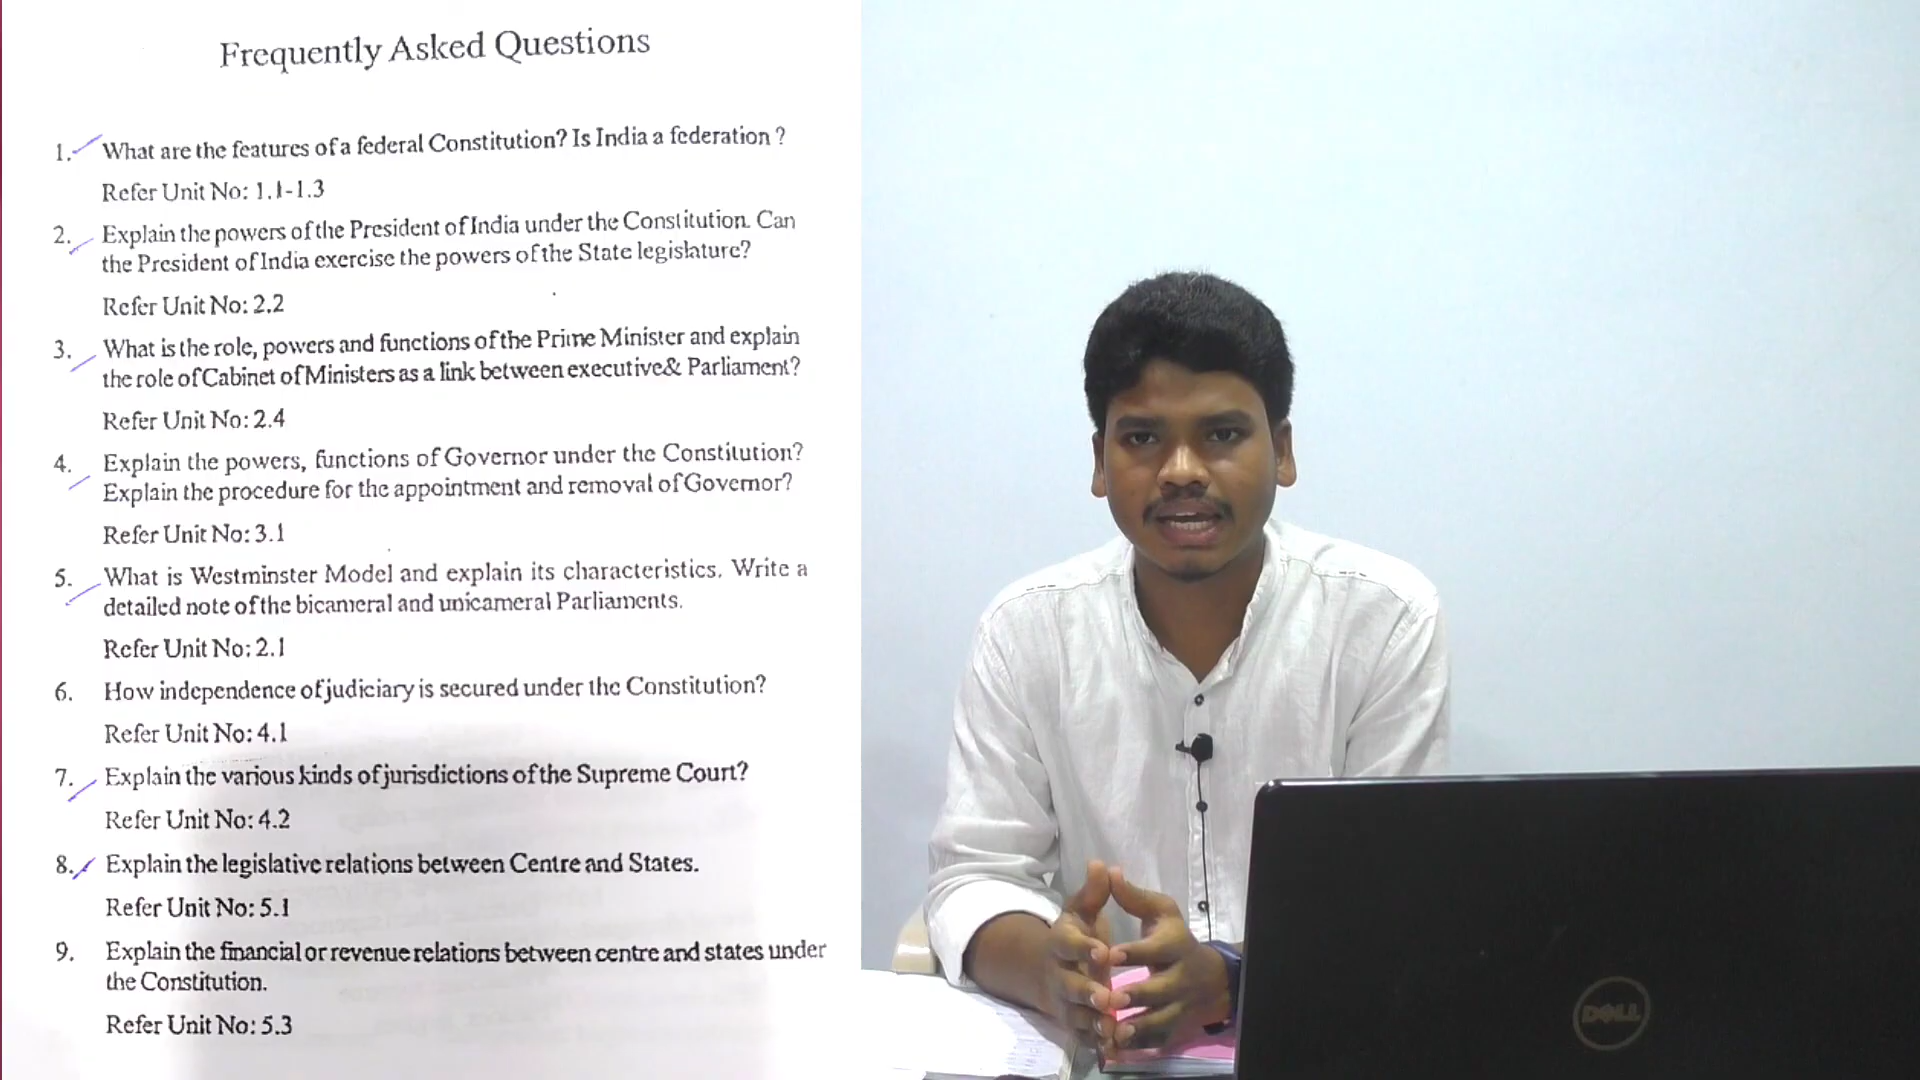 Frequently Asked Questions
1. What are the features of a federal Constitution? Is India a federation ?
Refer Unit No: 1.1-1.3
2. Explain the powers of the President of India under the Constitution. Can
the President of India exercise the powers of the State legislature?
Refer Unit No: 2.2
3. What is the role, powers and functions of the Prime Minister and explain
the role of Cabinet of Ministers as a link between executive& Parliament?
Refer Unit No: 2.4
4. Explain the powers, functions of Governor under the Constitution?
Explain the procedure for the appointment and removal of Governor?
Refer Unit No: 3.1
5. What is Westminster Model and explain its characteristics. Write a
detailed note of the bicameral and unicameral Parliaments.
Refer Unit No: 2.1
6. How independence of judiciary is secured under the Constitution?
Refer Unit No: 4.1
7. Explain the various kinds of jurisdictions of the Supreme Court?
Refer Unit No: 4.2
8. Explain the legislative relations between Centre and States.
Refer Unit No: 5.1
9. Explain the financial or revenue relations between centre and states under
the Constitution.
Refer Unit No: 5.3
DELL